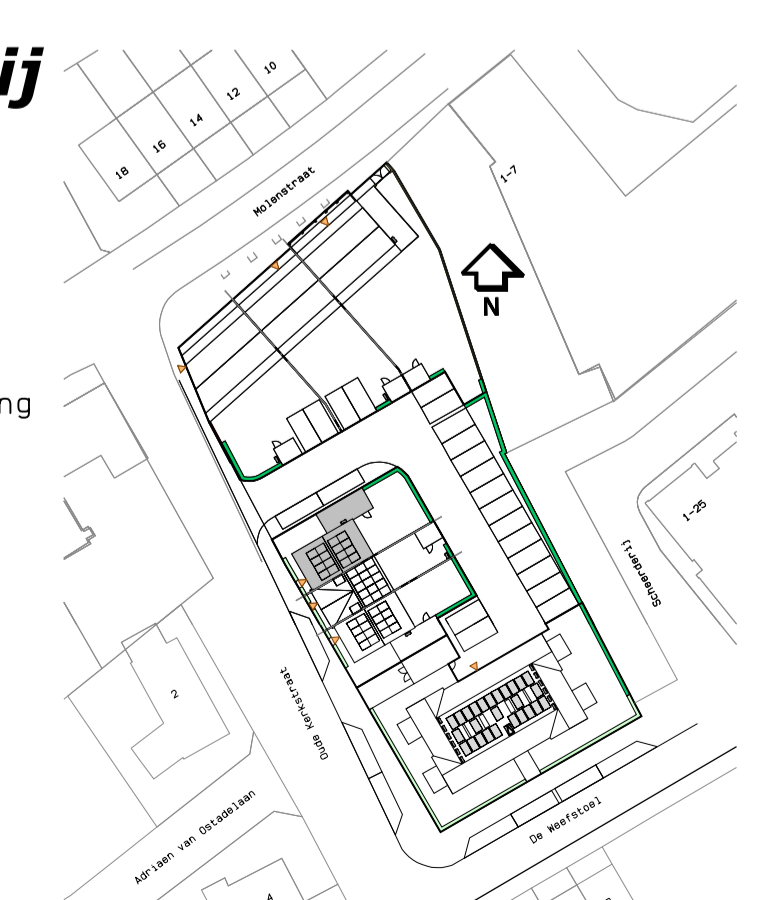 ij
10
12
14
16
18
Molenstraat
1-7
N
ng
1-25
Scheerderij
2
Oude Kerkstraat
Adriaen van Ostadelaan
De Weefstoel
4